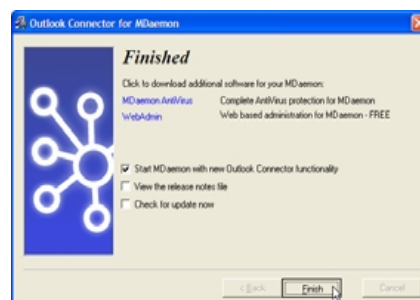 Outlook Connector for MDaemon
Finished
Click to download additional software for your MDaemon:
MDaemon AntiVirus Complete AntiVirus protection for MDaemon
WebAdmin Web based administration for MDaemon - FREE
Start MDaemon with new Outlook Connector functionality
View the release notes file
Check for update now
< Back Finish Cancel